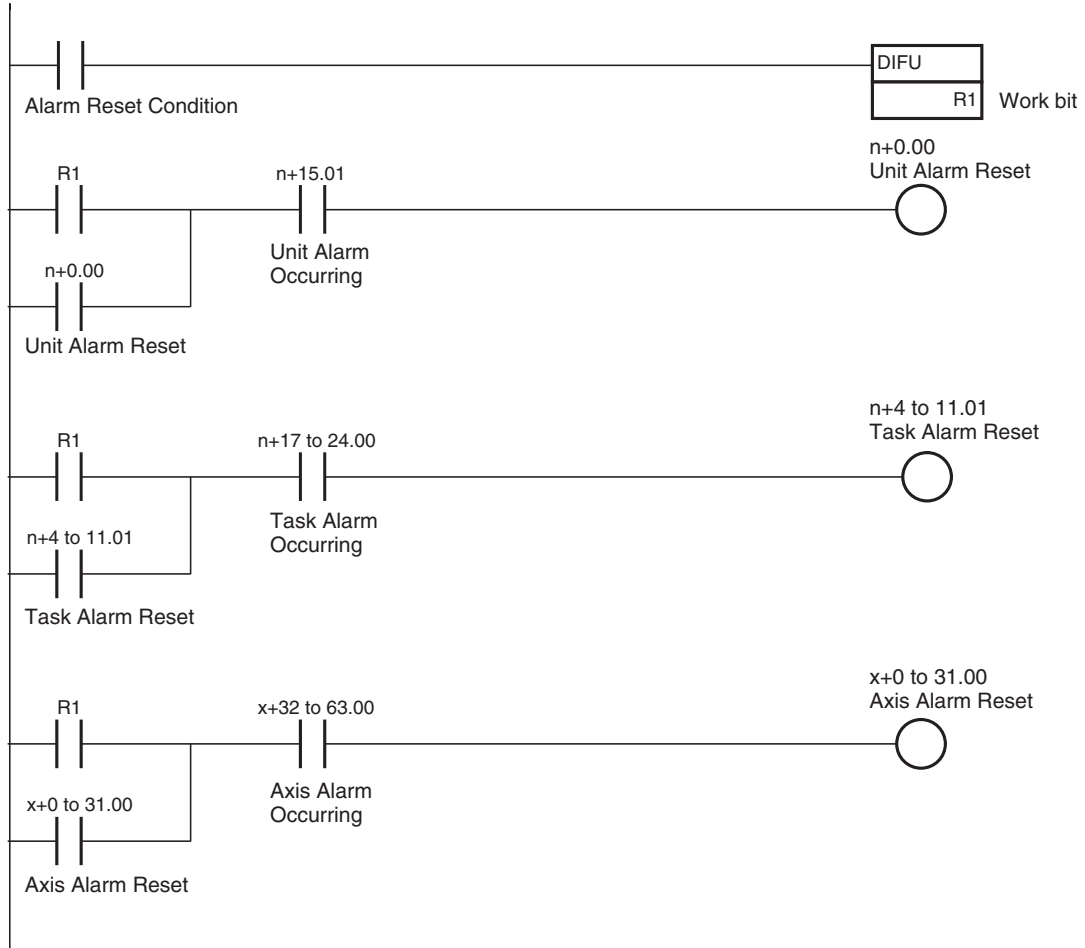 DIFU
Alarm Reset Condition
R1 Work bit
n+0.00
Unit Alarm Reset
R1
n+15.01
Unit Alarm
Occurring
n+0.00
Unit Alarm Reset
n+4 to 11.01
Task Alarm Reset
R1
n+17 to 24.00
Task Alarm
Occurring
n+4 to 11.01
Task Alarm Reset
x+0 to 31.00
Axis Alarm Reset
R1
x+32 to 63.00
Axis Alarm
Occurring
x+0 to 31.00
Axis Alarm Reset